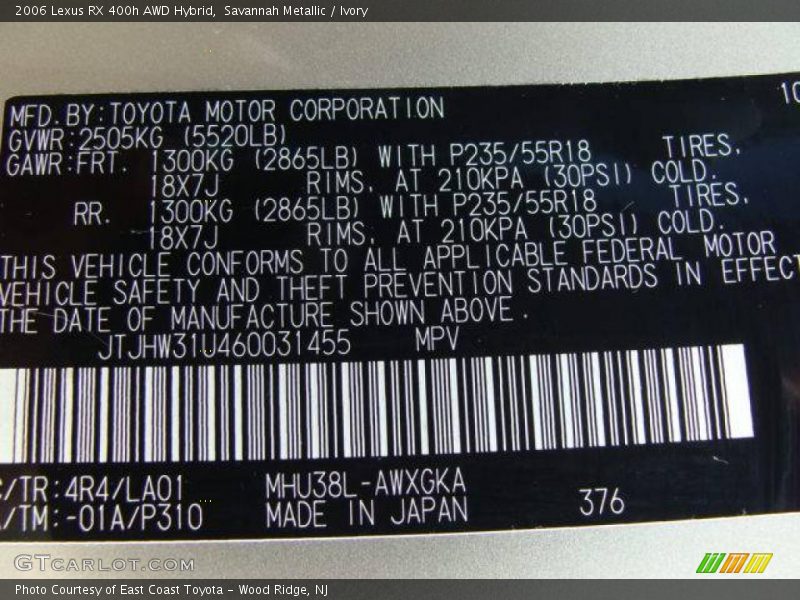 2006 Lexus RX 400h AWD Hybrid,  Savannah Metallic / Ivory
10
MFD.BY:TOYOTA MOTOR CORPORATION
GVWR:2505KG (5520LB)
GAWR:FRT. 1300KG (2865LB) WITH P235/55R18 TIRES,
18X7J RIMS, AT 210KPA (30PSI) COLD.
RR. 1300KG (2865LB) WITH P235/55R18 TIRES,
18X7J RIMS, AT 210KPA (30PSI) COLD.
THIS VEHICLE CONFORMS TO ALL APPLICABLE FEDERAL MOTOR
VEHICLE SAFETY AND THEFT PREVENTION STANDARDS IN EFFECT
THE DATE OF MANUFACTURE SHOWN ABOVE.
JTJHW31U460031455 MPV
/TR:4R4/LA01 MHU38L-AWXGKA
/TM:-01A/P310 MADE IN JAPAN 376
GTCARLOT.COM
Photo Courtesy of East Coast Toyota - Wood Ridge, NJ